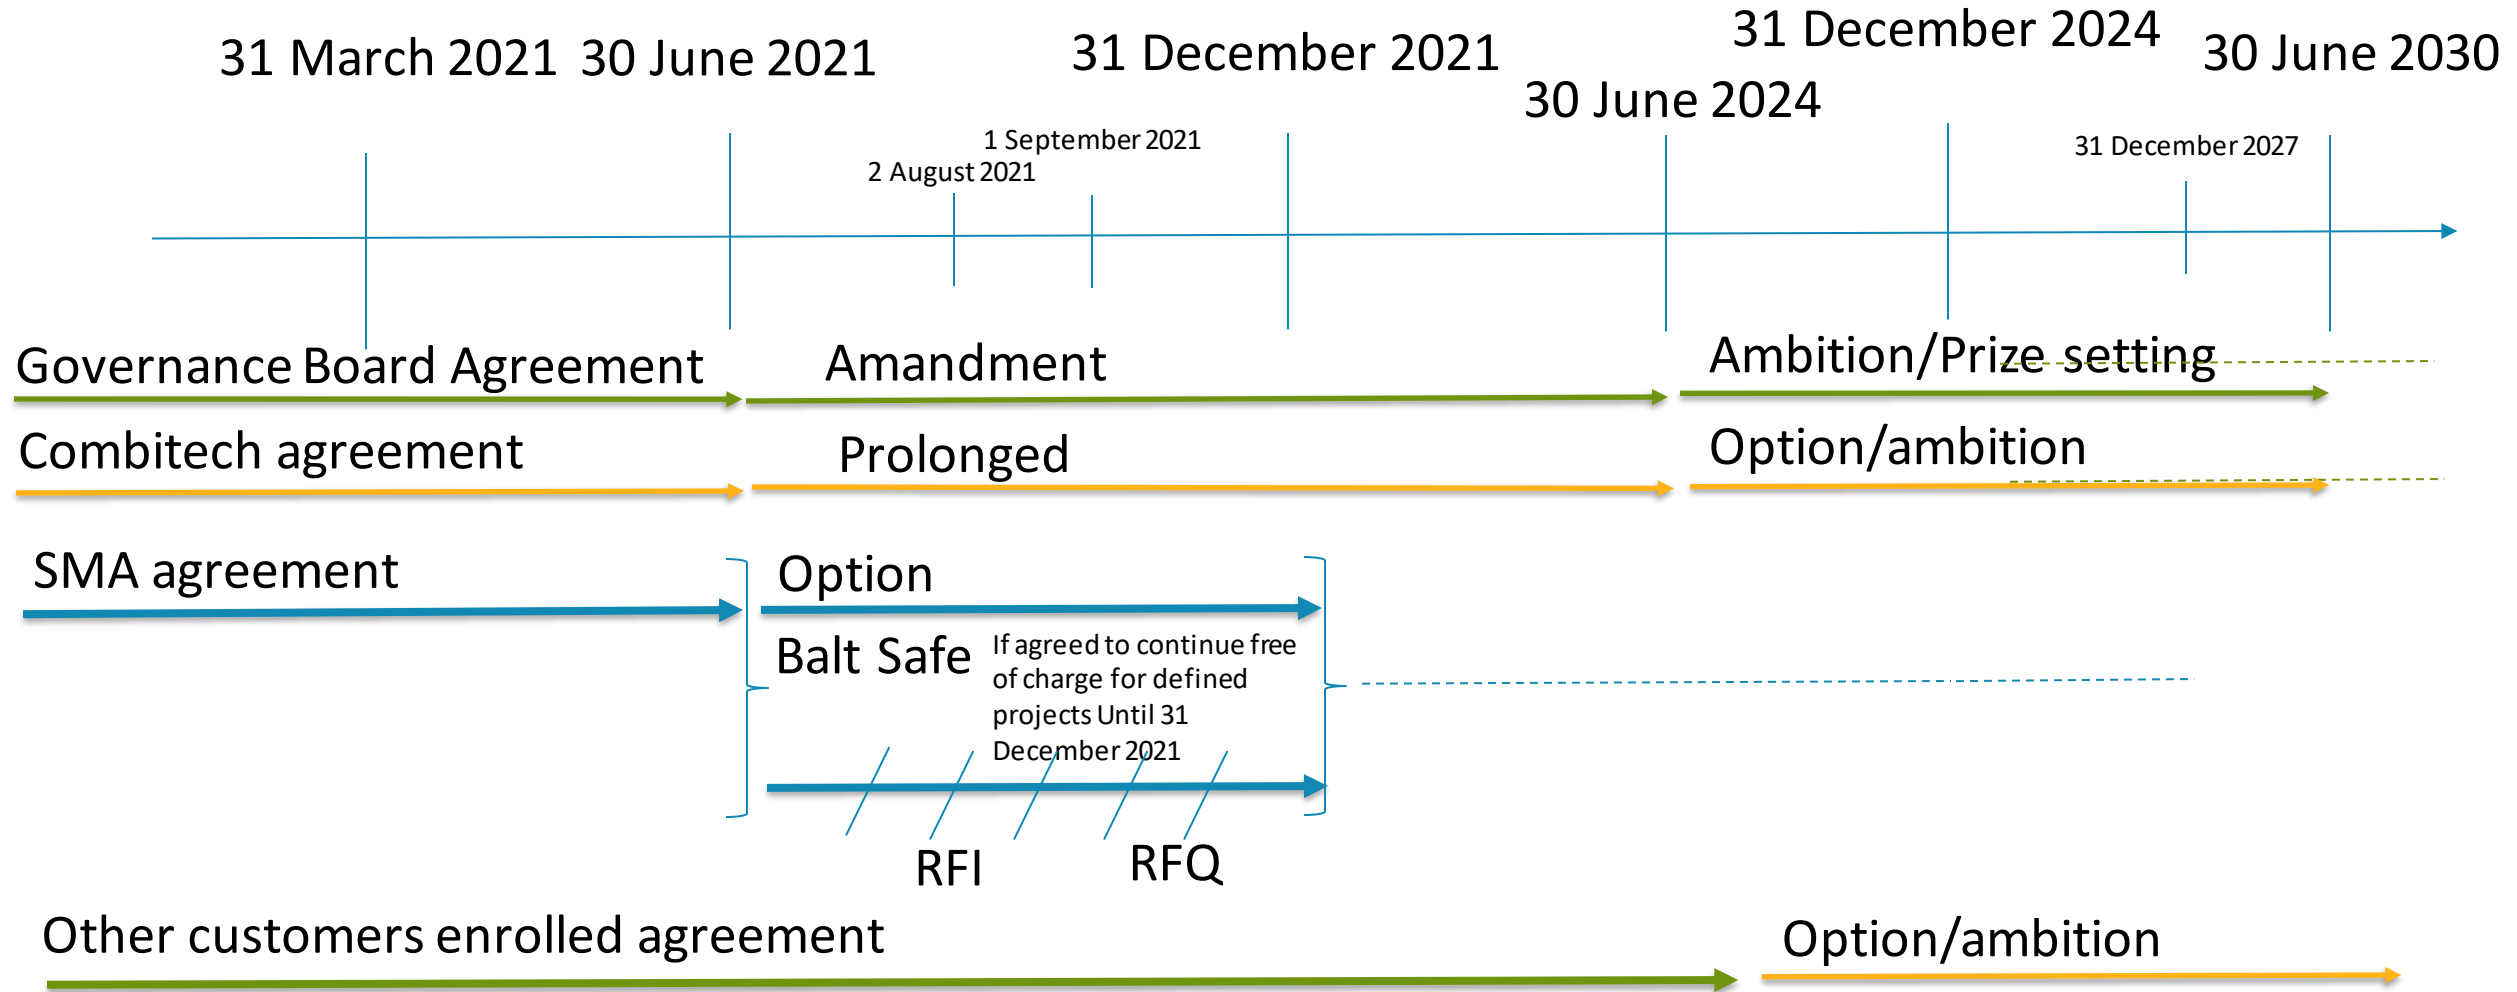 31 December 2024
31 March 2021 30 June 2021
31 December 2021
30 June 2030
30 June 2024
1 September 2021
31 December 2027
2 August 2021
Governance Board Agreement
Amandment
Ambition/Prize setting
Combitech agreement
Prolonged
Option/ambition
SMA agreement
Option
Balt Safe
If agreed to continue free
of charge for defined
projects Until 31
December 2021
RFI
RFQ
Other customers enrolled agreement
Option/ambition